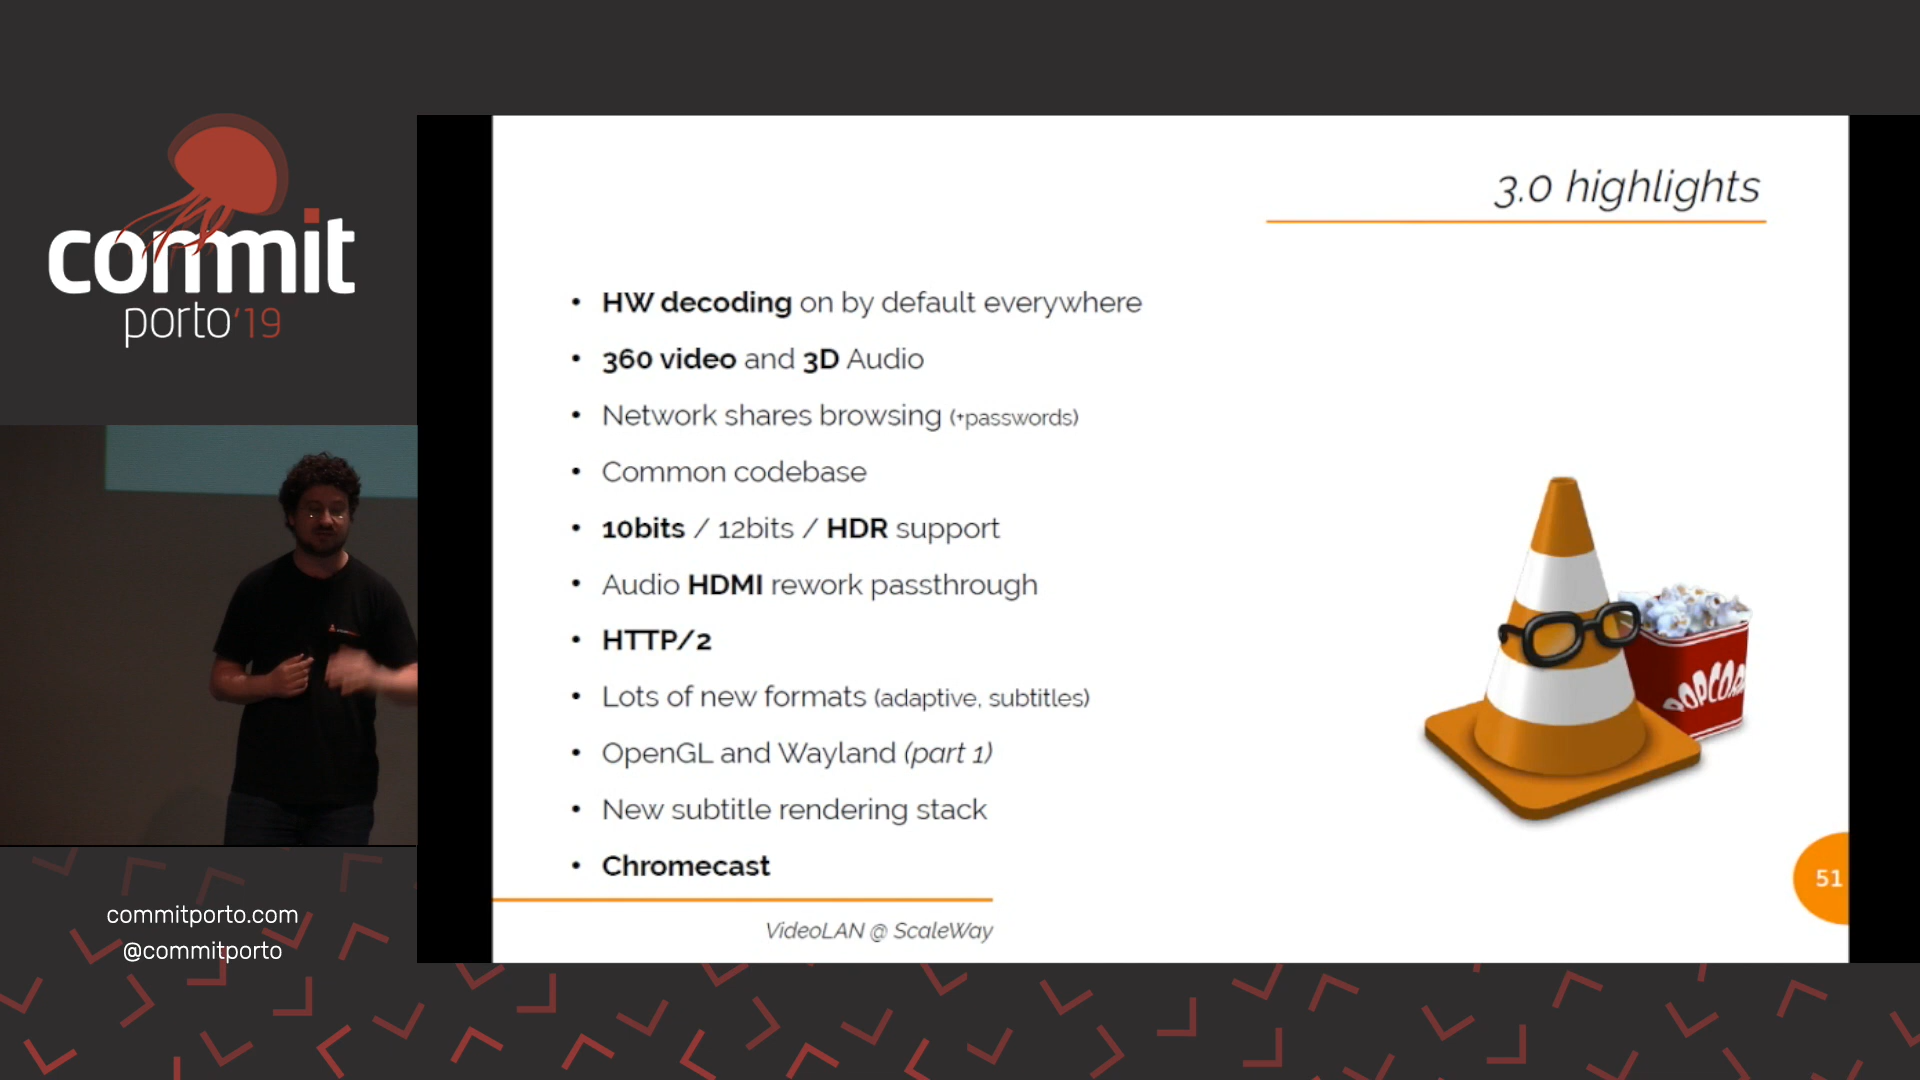 commit
porto'19
3.0 highlights
• HW decoding on by default everywhere
• 360 video and 3D Audio
• Network shares browsing (+passwords)
• Common codebase
• 10bits / 12bits / HDR support
• Audio HDMI rework passthrough
• HTTP/2
• Lots of new formats (adaptive, subtitles)
• OpenGL and Wayland (part 1)
• New subtitle rendering stack
• Chromecast
POPCORN
51
VideoLAN @ ScaleWay
commitporto.com
@commitporto